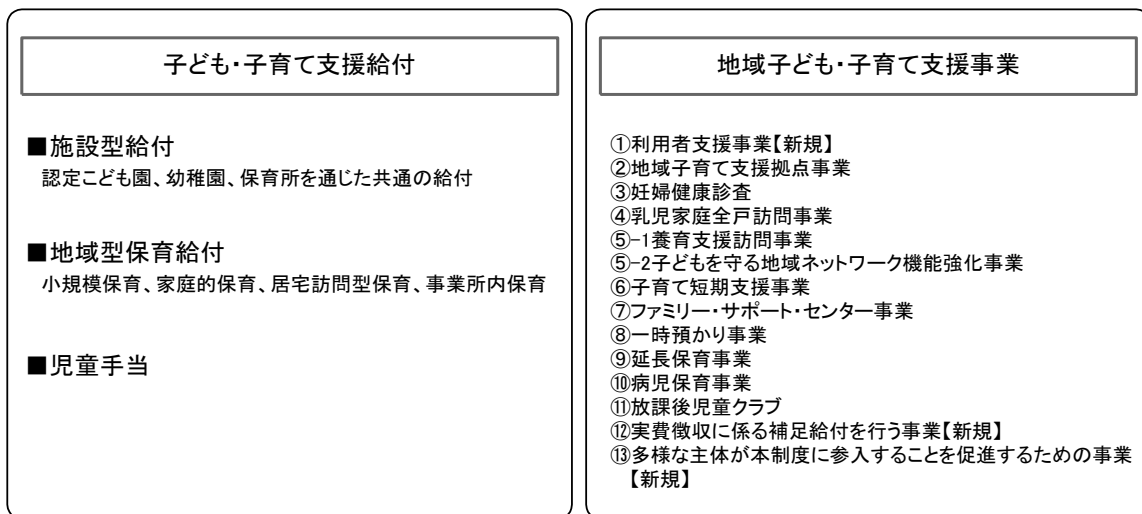 子ども・子育て支援給付
■施設型給付
認定こども園、幼稚園、保育所を通じた共通の給付
■地域型保育給付
小規模保育、家庭的保育、居宅訪問型保育、事業所内保育
■児童手当
地域子ども・子育て支援事業
①利用者支援事業【新規】
②地域子育て支援拠点事業
③妊婦健康診査
④乳児家庭全戸訪問事業
⑤-1養育支援訪問事業
⑤-2子どもを守る地域ネットワーク機能強化事業
⑥子育て短期支援事業
⑦ファミリー・サポート・センター事業
⑧一時預かり事業
⑨延長保育事業
⑩病児保育事業
⑪放課後児童クラブ
⑫実費徴収に係る補足給付を行う事業【新規】
⑬多様な主体が本制度に参入することを促進するための事業
【新規】